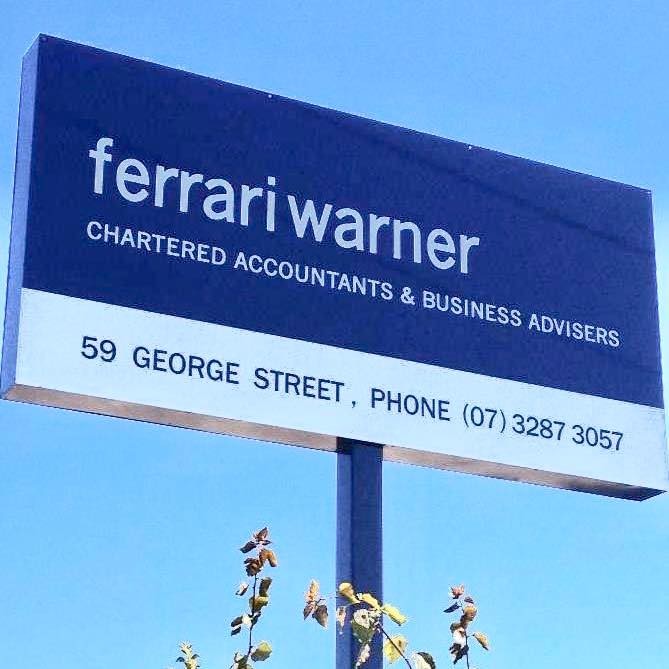 ferrari warner
CHARTERED ACCOUNTANTS & BUSINESS ADVISERS
59 GEORGE STREET, PHONE (07) 3287 3057